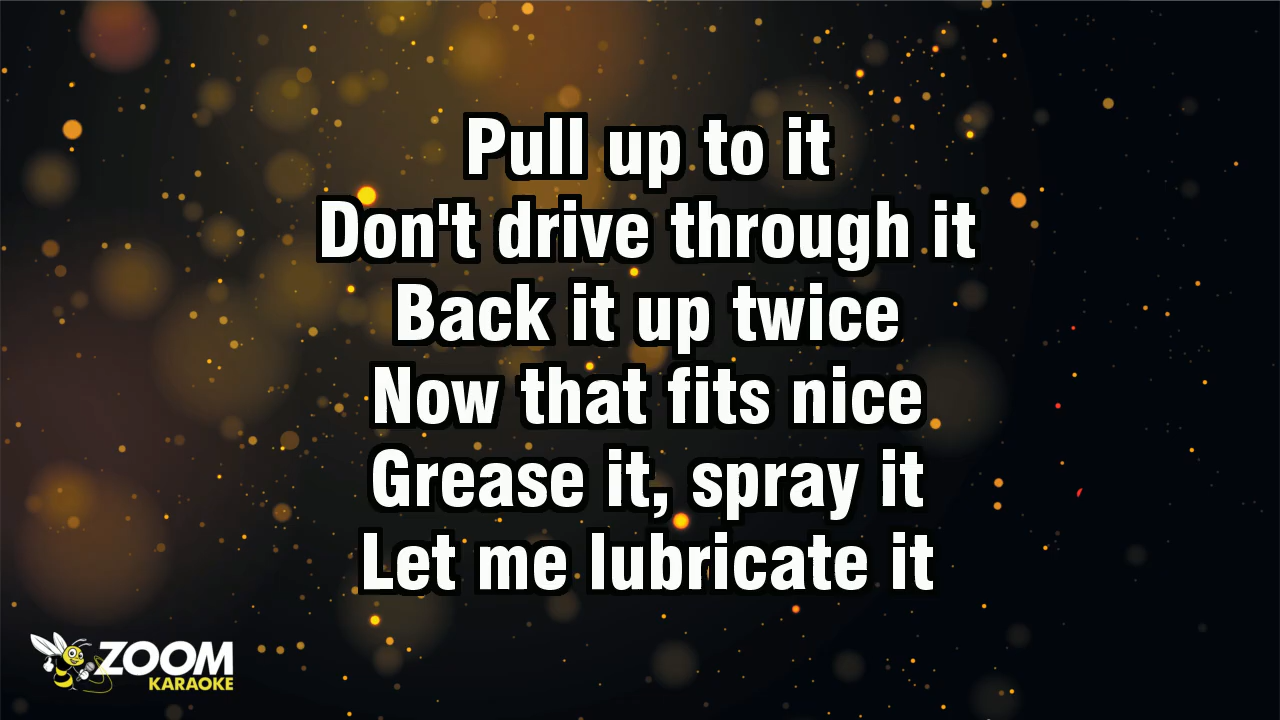 Pull up to it
Don't drive through it
Back it up twice
Now that fits nice
Grease it, spray it
Let me lubricate it
ZOOM
KARAOKE